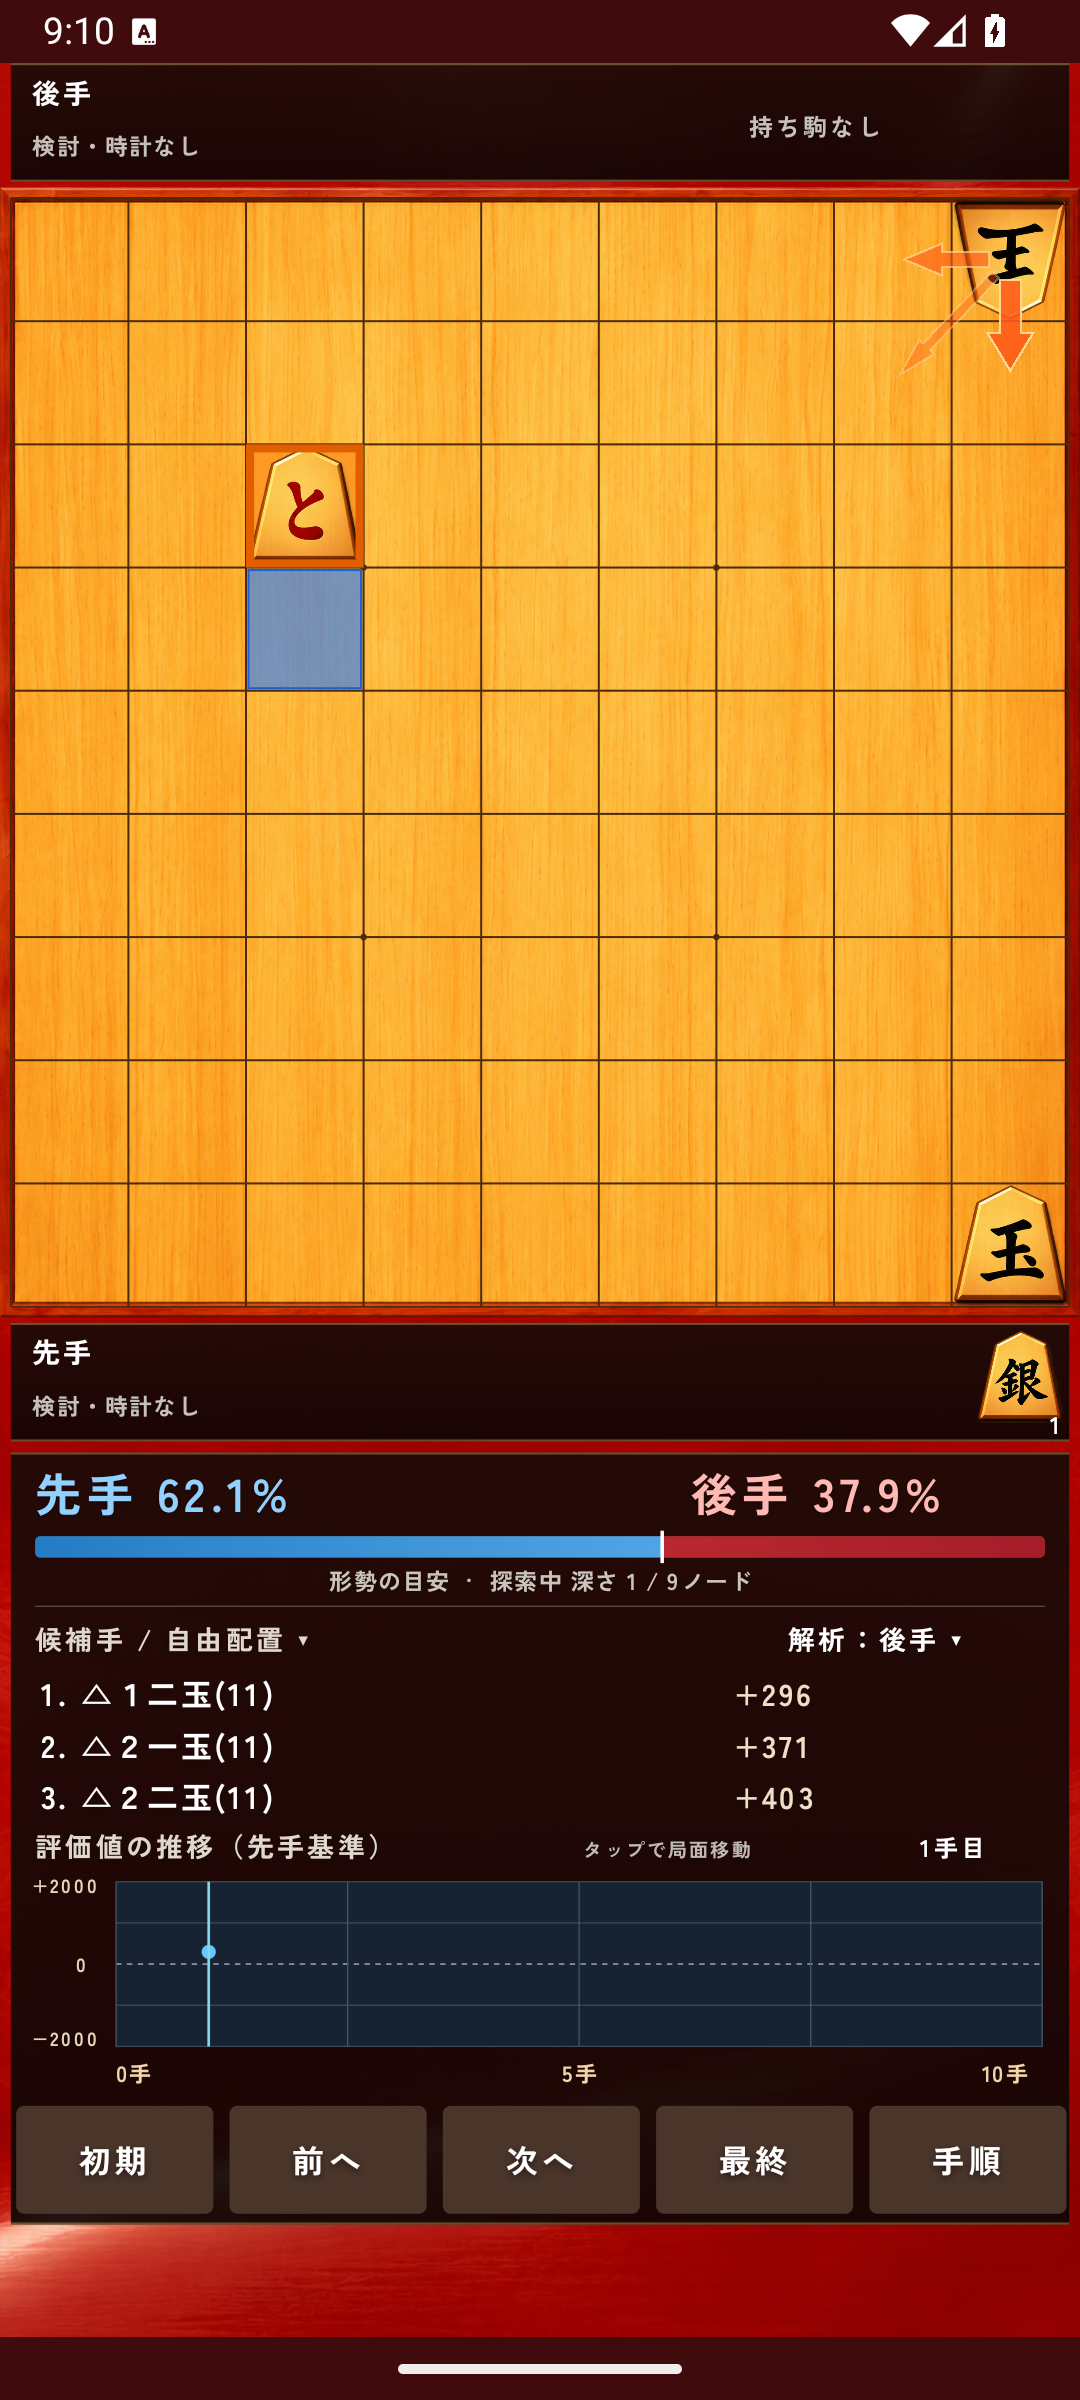 9:10
後手
検討・時計なし
持ち駒なし
王
と
玉
先手
検討・時計なし
銀
1
先手 62.1%
後手 37.9%
形勢の目安 · 探索中 深さ 1 / 9ノード
候補手 / 自由配置 ▾
解析：後手 ▾
1. △１二玉(11) +296
2. △２一玉(11) +371
3. △２二玉(11) +403
評価値の推移（先手基準） タップで局面移動 1手目
+2000
0
−2000
0手 5手 10手
初期 前へ 次へ 最終 手順